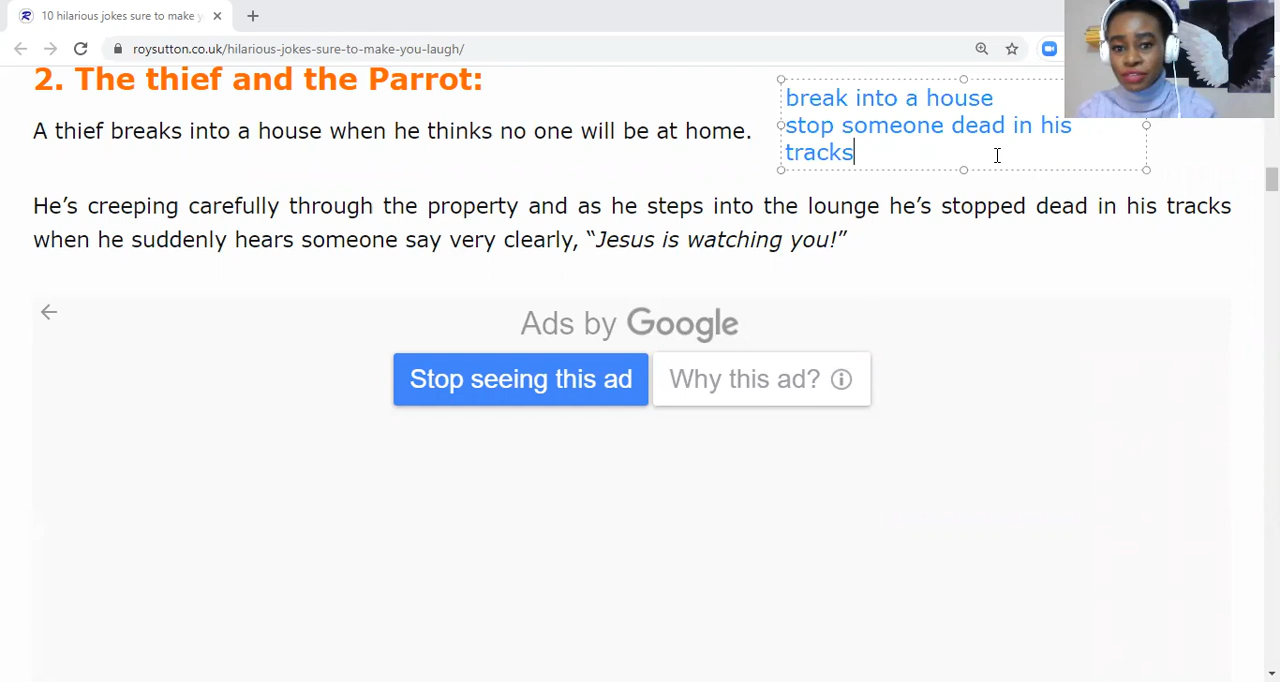 10 hilarious jokes sure to make y
roysutton.co.uk/hilarious-jokes-sure-to-make-you-laugh/
2. The thief and the Parrot:
break into a house
A thief breaks into a house when he thinks no one will be at home.
stop someone dead in his
tracks
He’s creeping carefully through the property and as he steps into the lounge he’s stopped dead in his tracks
when he suddenly hears someone say very clearly, “Jesus is watching you!”
Ads by Google
Stop seeing this ad
Why this ad?